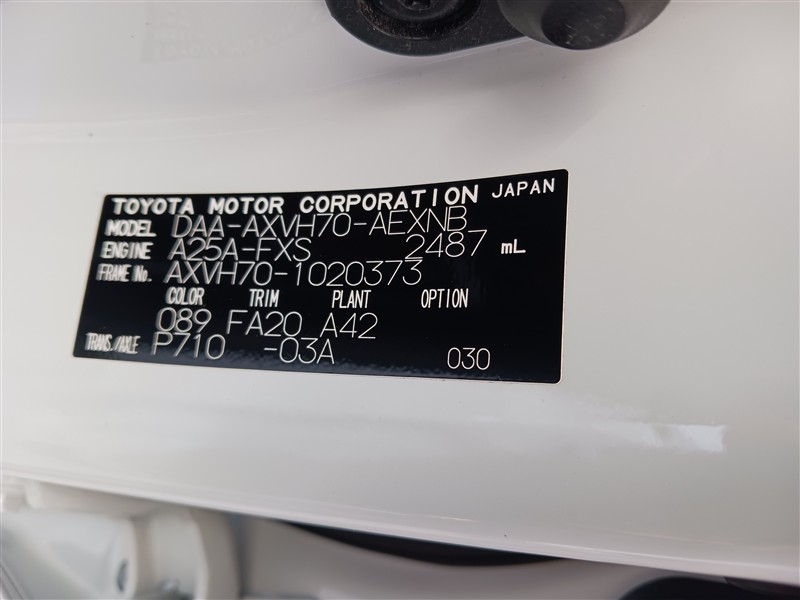 TOYOTA MOTOR CORPORATION JAPAN
MODEL DAA-AXVH70-AEXNB
ENGINE A25A-FXS 2487 mL
FRAME No. AXVH70-1020373
COLOR TRIM PLANT OPTION
089 FA20 A42
TRANS./AXLE P710 -03A 030